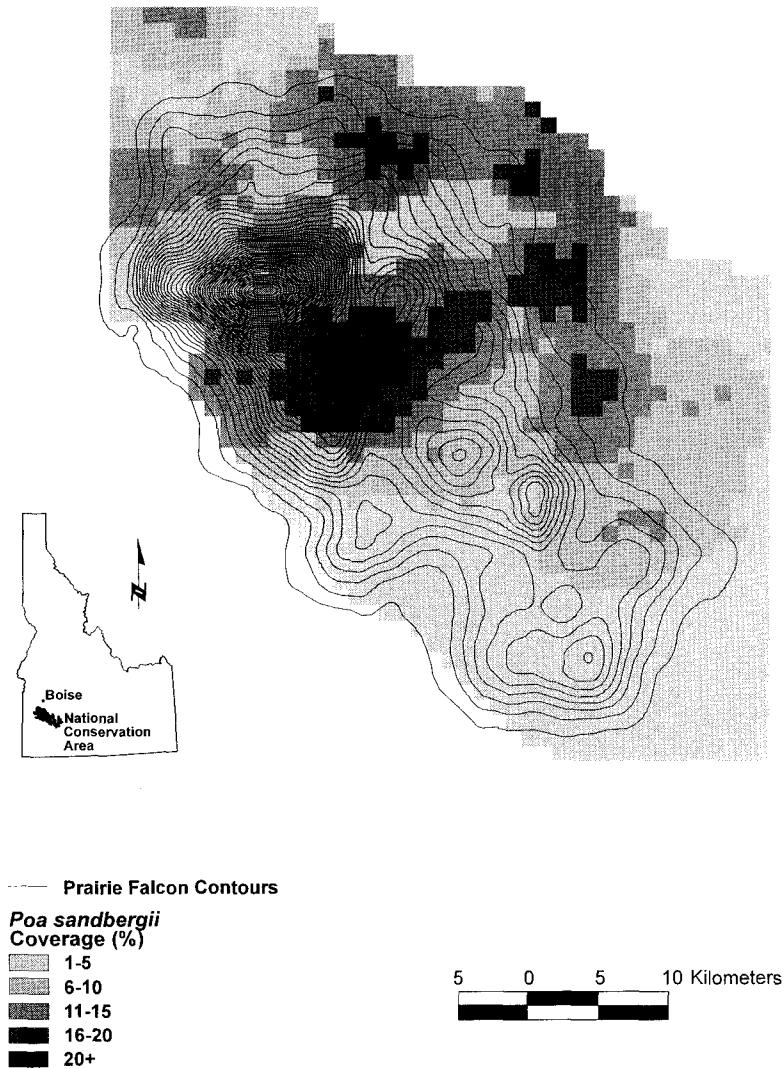 N
Boise
National
Conservation
Area
Prairie Falcon Contours
Poa sandbergii
Coverage (%)
1-5
6-10
11-15
16-20
20+
5 0 5 10 Kilometers